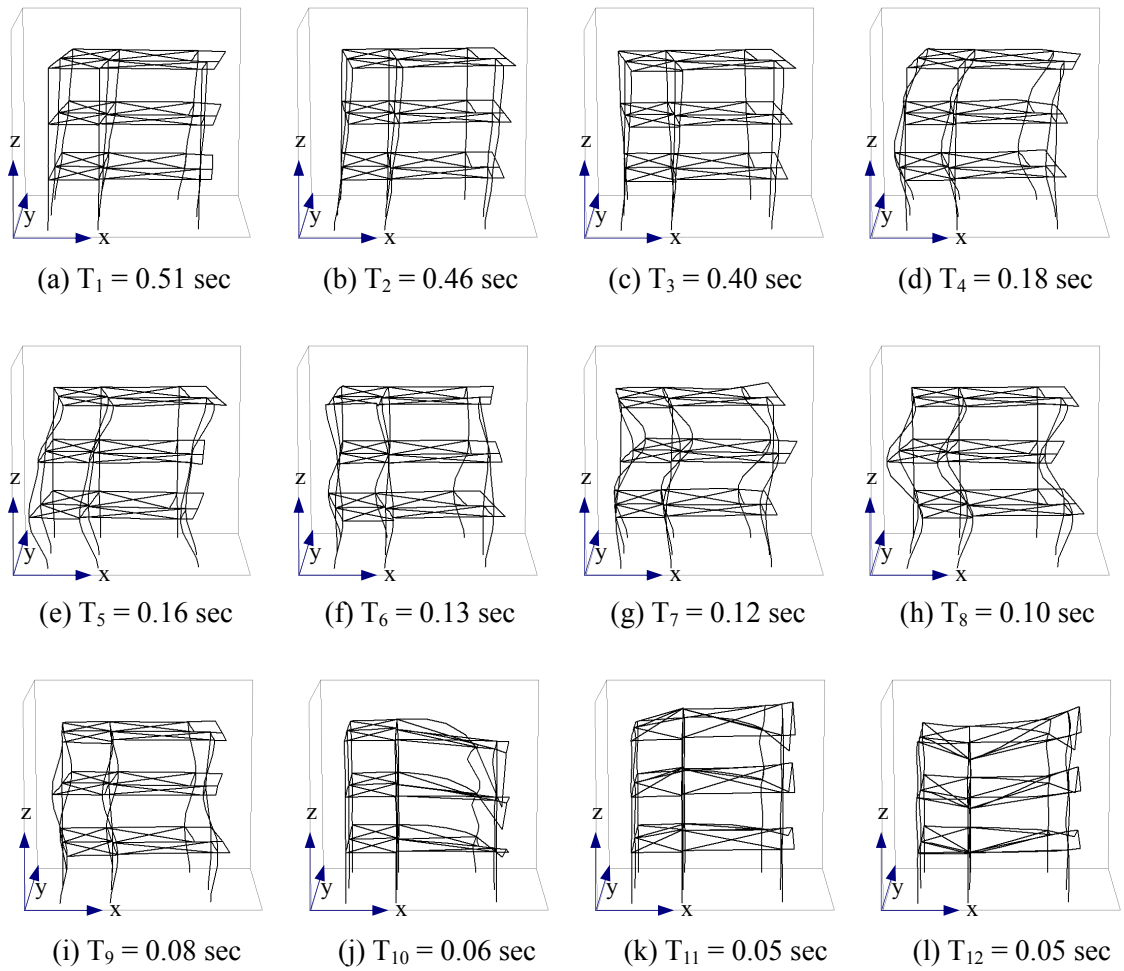 z
y
x
z
y
x
z
y
x
z
y
x
(a) T₁ = 0.51 sec
(b) T₂ = 0.46 sec
(c) T₃ = 0.40 sec
(d) T₄ = 0.18 sec
z
y
x
z
y
x
z
y
x
z
y
x
(e) T₅ = 0.16 sec
(f) T₆ = 0.13 sec
(g) T₇ = 0.12 sec
(h) T₈ = 0.10 sec
z
y
x
z
y
x
z
y
x
z
y
x
(i) T₉ = 0.08 sec
(j) T₁₀ = 0.06 sec
(k) T₁₁ = 0.05 sec
(l) T₁₂ = 0.05 sec